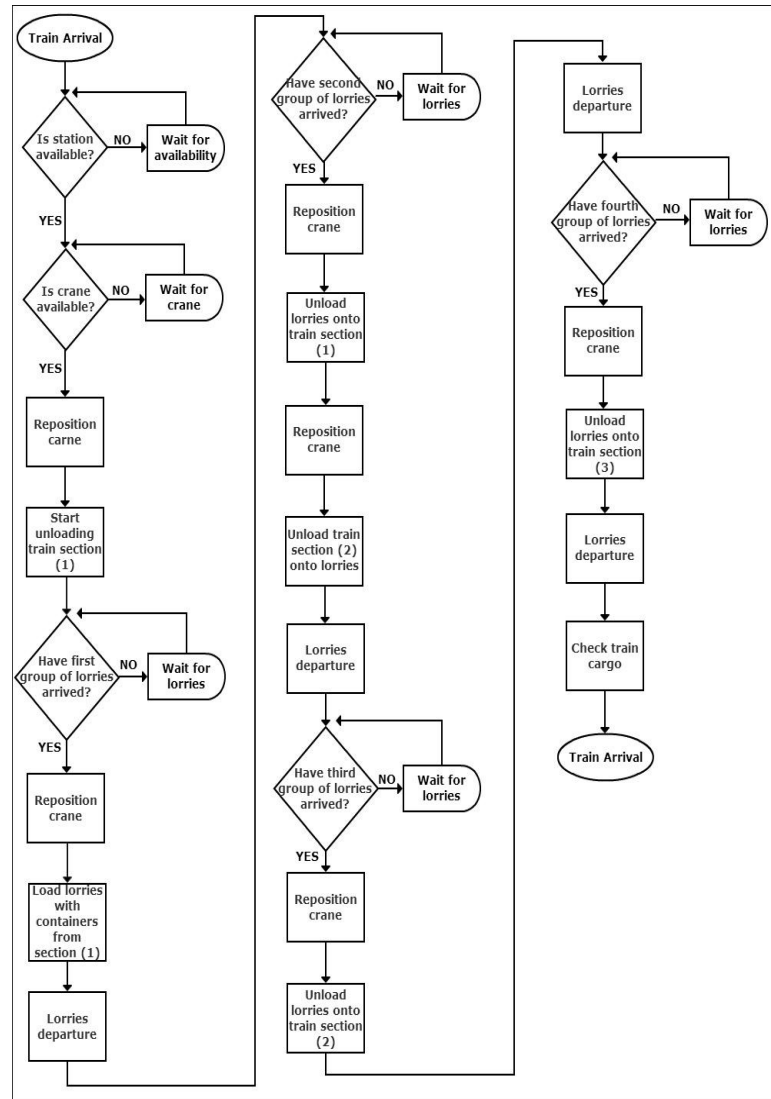 Train Arrival
Is station
available?
NO
Wait for
availability
YES
Is crane
available?
NO
Wait for
crane
YES
Reposition
carne
Start
unloading
train section
(1)
Have first
group of lorries
arrived?
NO
Wait for
lorries
YES
Reposition
crane
Load lorries
with
containers
from
section (1)
Lorries
departure
Have second
group of lorries
arrived?
NO
Wait for
lorries
YES
Reposition
crane
Unload
lorries onto
train section
(1)
Reposition
crane
Unload train
section (2)
onto lorries
Lorries
departure
Have third
group of lorries
arrived?
NO
Wait for
lorries
YES
Reposition
crane
Unload
lorries onto
train section
(2)
Lorries
departure
Have fourth
group of lorries
arrived?
NO
Wait for
lorries
YES
Reposition
crane
Unload
lorries onto
train section
(3)
Lorries
departure
Check train
cargo
Train Arrival